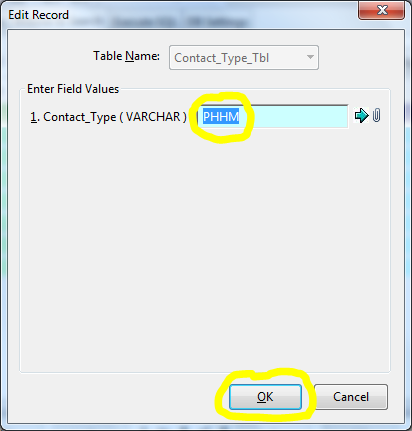 Edit Record
Table Name: Contact_Type_Tbl
Enter Field Values
1. Contact_Type ( VARCHAR ) PHHM
OK Cancel